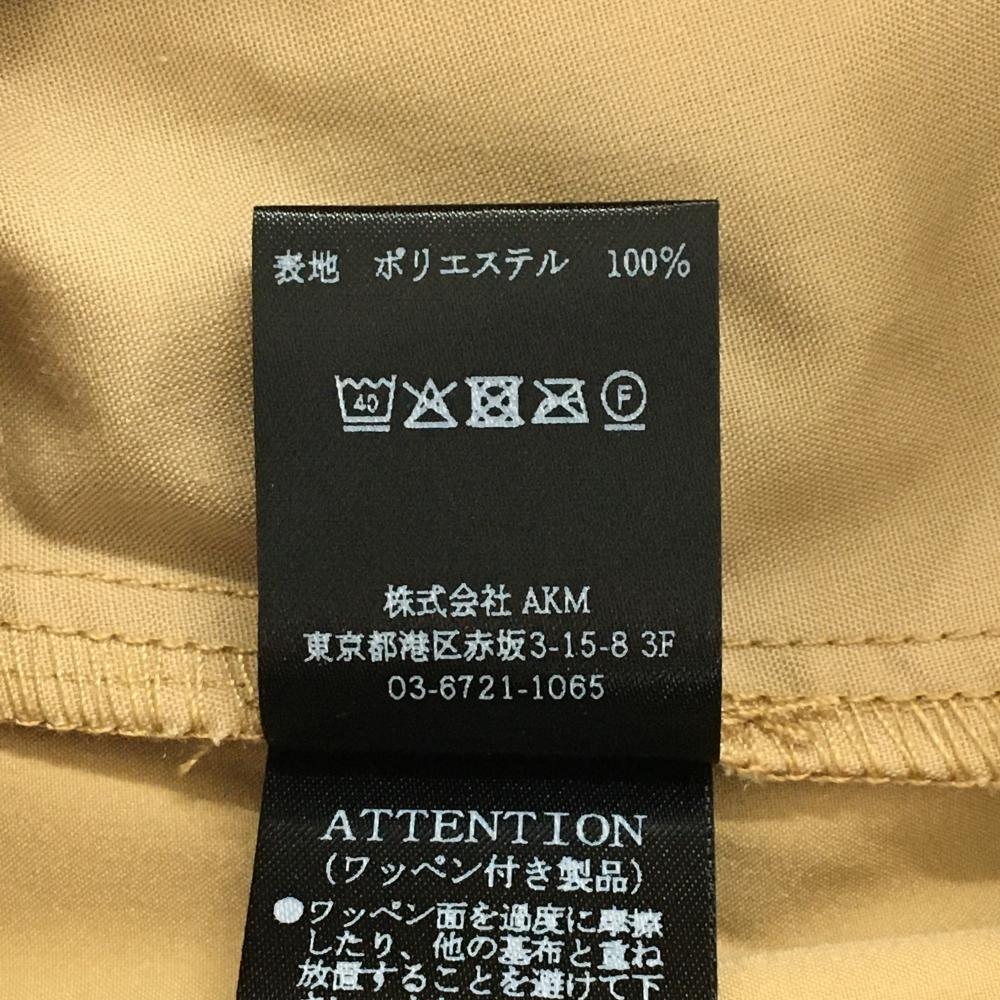 表地 ポリエステル 100%
40 F
株式会社 AKM
東京都港区赤坂3-15-8 3F
03-6721-1065
ATTENTION
(ワッペン付き製品)
●ワッペン面を過度に摩擦
したり、他の基布と重ね
放置することを避けて下